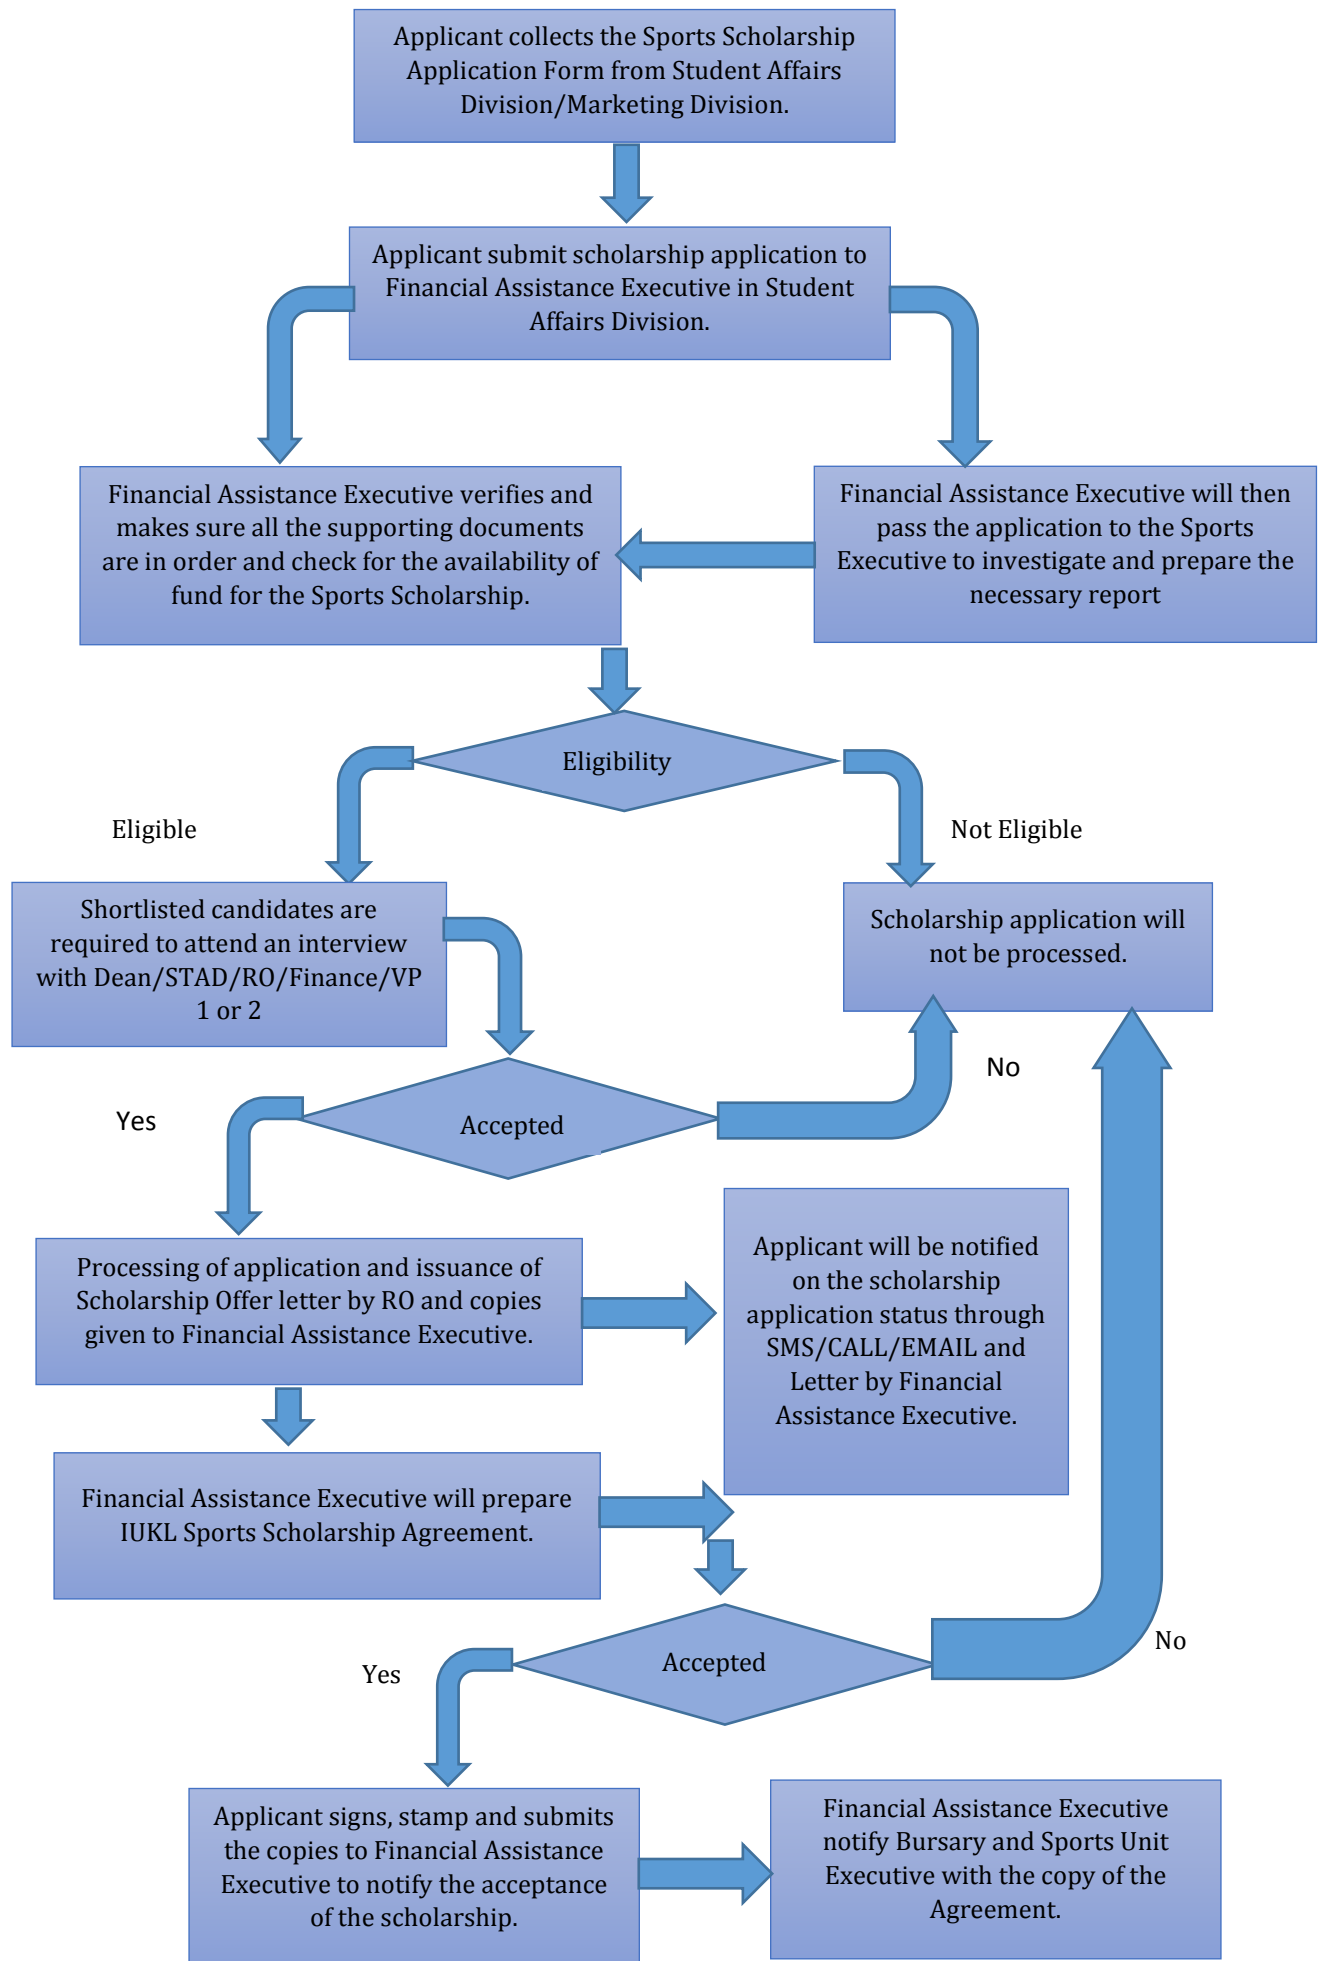 Applicant collects the Sports Scholarship
Application Form from Student Affairs
Division/Marketing Division.
Applicant submit scholarship application to
Financial Assistance Executive in Student
Affairs Division.
Financial Assistance Executive verifies and
makes sure all the supporting documents
are in order and check for the availability of
fund for the Sports Scholarship.
Financial Assistance Executive will then
pass the application to the Sports
Executive to investigate and prepare the
necessary report
Eligibility
Eligible
Not Eligible
Shortlisted candidates are
required to attend an interview
with Dean/STAD/RO/Finance/VP
1 or 2
Scholarship application will
not be processed.
Accepted
Yes
No
Processing of application and issuance of
Scholarship Offer letter by RO and copies
given to Financial Assistance Executive.
Applicant will be notified
on the scholarship
application status through
SMS/CALL/EMAIL and
Letter by Financial
Assistance Executive.
Financial Assistance Executive will prepare
IUKL Sports Scholarship Agreement.
Accepted
Yes
No
Applicant signs, stamp and submits
the copies to Financial Assistance
Executive to notify the acceptance
of the scholarship.
Financial Assistance Executive
notify Bursary and Sports Unit
Executive with the copy of the
Agreement.